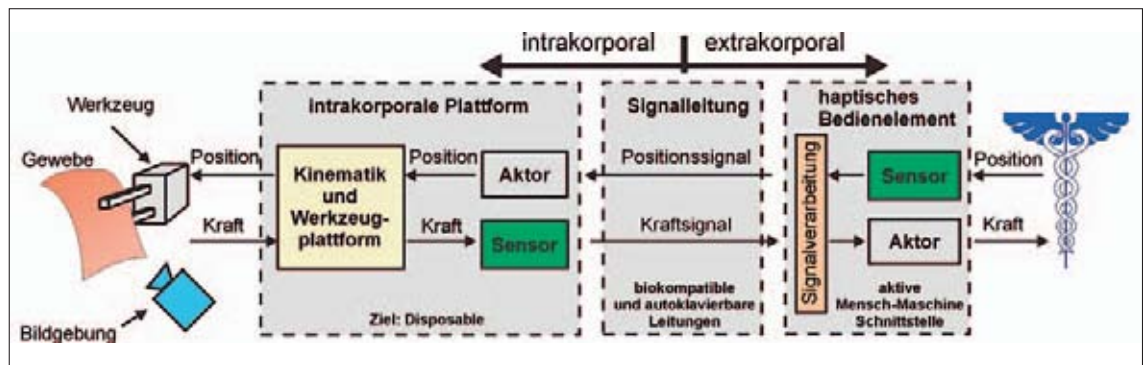 intrakorporal extrakorporal
Werkzeug
Gewebe
Position
Kraft
Bildgebung
intrakorporale Plattform
Kinematik
und
Werkzeug-
plattform
Position
Kraft
Aktor
Sensor
Ziel: Disposable
Signalleitung
Positionssignal
Kraftsignal
biokompatible
und autoklavierbare
Leitungen
haptisches
Bedienelement
Signalverarbeitung
Sensor
Aktor
aktive
Mensch-Maschine
Schnittstelle
Position
Kraft